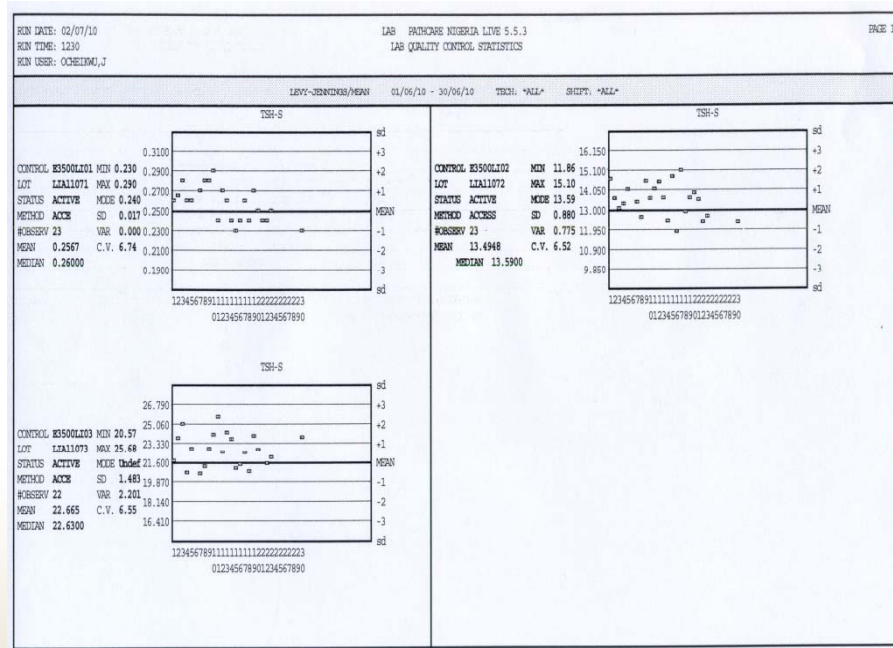 RUN DATE: 02/07/10
LAB PATHCARE NIGERIA LIVE 5.5.3
PAGE 1
RUN TIME: 1230
LAB QUALITY CONTROL STATISTICS
RUN USER: OCHEIKWU,J
LEVY-JENNINGS/MEAN 01/06/10 - 30/06/10 TECH: *ALL* SHIFT: *ALL*
TSH-S
sd
0.3100 +3
CONTROL E3500LI01 MIN 0.230 0.2900 +2
LOT LIA11071 MAX 0.290 0.2700 +1
STATUS ACTIVE MODE 0.240 0.2500 MEAN
METHOD ACCE SD 0.017
#OBSERV 23 VAR 0.000 0.2300 -1
MEAN 0.2567 C.V. 6.74 0.2100 -2
MEDIAN 0.26000 0.1900 -3
sd
1234567891111111111222222222223
012345678901234567890
TSH-S
sd
16.150 +3
CONTROL E3500LI02 MIN 11.86 15.100 +2
LOT LIA11072 MAX 15.10 14.050 +1
STATUS ACTIVE MODE 13.59
METHOD ACCESS SD 0.880 13.000 MEAN
#OBSERV 23 VAR 0.775 11.950 -1
MEAN 13.4948 C.V. 6.52 10.900 -2
MEDIAN 13.5900 9.850 -3
sd
123456789111111111122222222223
012345678901234567890
TSH-S
sd
26.790 +3
25.060 +2
CONTROL E3500LI03 MIN 20.57 23.330 +1
LOT LIA11073 MAX 25.68
STATUS ACTIVE MODE Undef 21.600 MEAN
METHOD ACCE SD 1.483 19.870 -1
#OBSERV 22 VAR 2.201 18.140 -2
MEAN 22.665 C.V. 6.55 16.410 -3
MEDIAN 22.6300
sd
123456789111111111122222222223
012345678901234567890